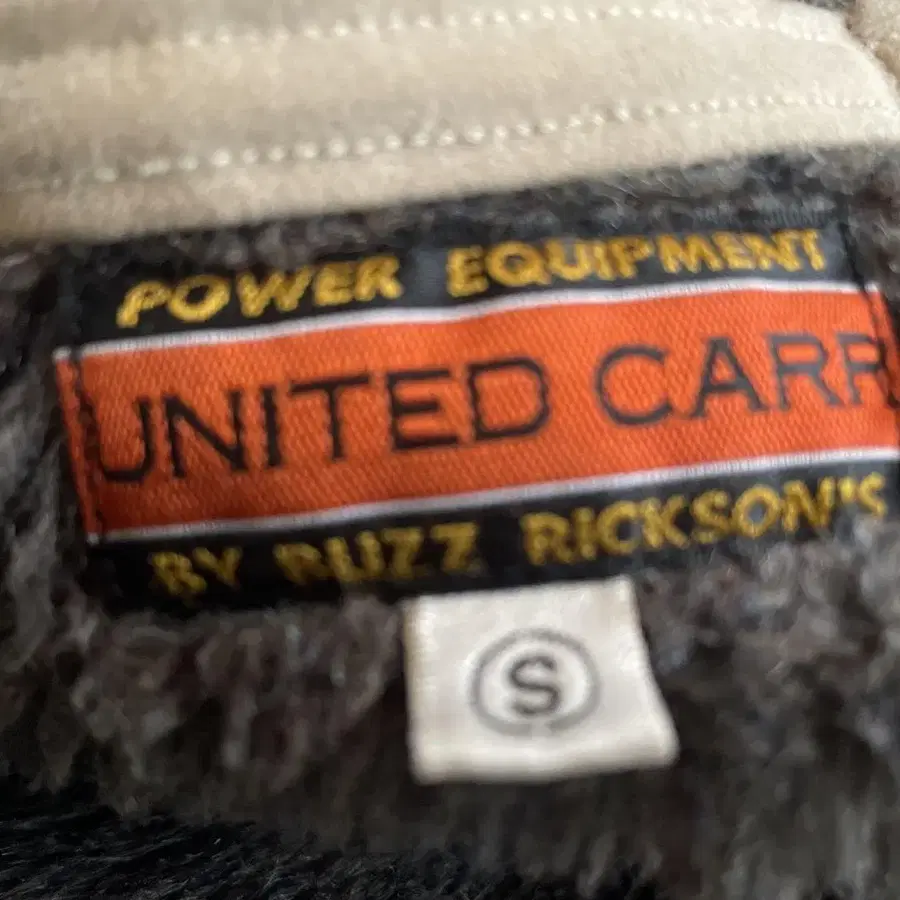 POWER EQUIPMENT
UNITED CARR
BY BUZZ RICKSON'S
S